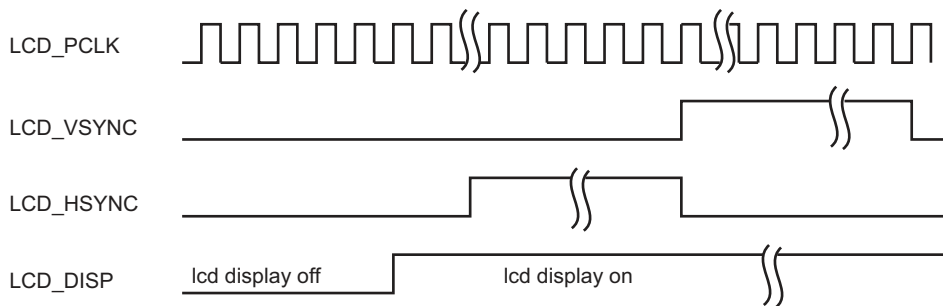 LCD_PCLK
LCD_VSYNC
LCD_HSYNC
LCD_DISP
lcd display off
lcd display on